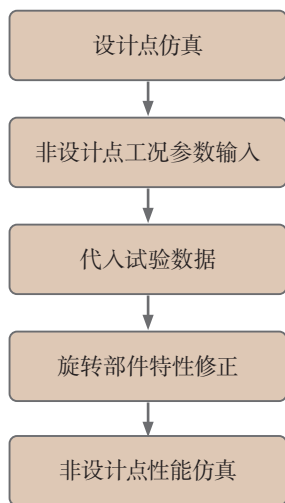 设计点仿真
非设计点工况参数输入
代入试验数据
旋转部件特性修正
非设计点性能仿真